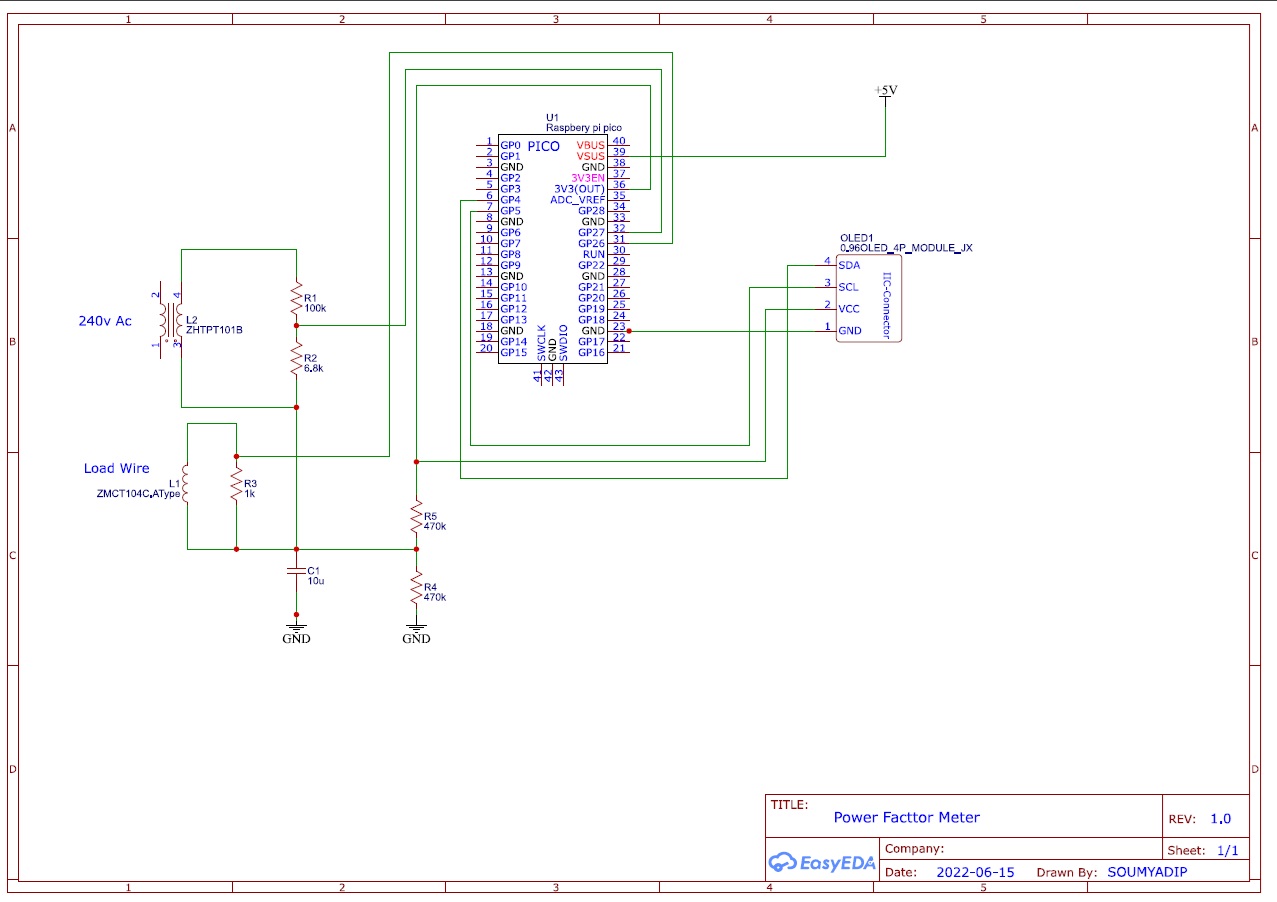 1 2 3 4 5
A
B
C
D
A
B
C
D
+5V
U1
Raspbery pi pico
PICO
1 GP0
2 GP1
3 GND
4 GP2
5 GP3
6 GP4
7 GP5
8 GND
9 GP6
10 GP7
11 GP8
12 GP9
13 GND
14 GP10
15 GP11
16 GP12
17 GP13
18 GND
19 GP14
20 GP15
VBUS 40
VSUS 39
GND 38
3V3EN 37
3V3(OUT) 36
ADC_VREF 35
GP28 34
GND 33
GP27 32
GP26 31
RUN 30
GP22 29
GND 28
GP21 27
GP20 26
GP19 25
GP18 24
GND 23
GP17 22
GP16 21
SWCLK 41
GND 42
SWDIO 43
OLED1
0.96OLED_4P_MODULE_JX
4 SDA
3 SCL
2 VCC
1 GND
IIC-Connector
240v Ac
2 4
1 3
L2
ZHTPT101B
R1
100k
R2
6.8k
Load Wire
L1
ZMCT104C,AType
R3
1k
R5
470k
C1
10u
R4
470k
GND
GND
TITLE:
Power Facttor Meter
REV: 1.0
EasyEDA
Company:
Sheet: 1/1
Date: 2022-06-15 Drawn By: SOUMYADIP
1 2 3 4 5